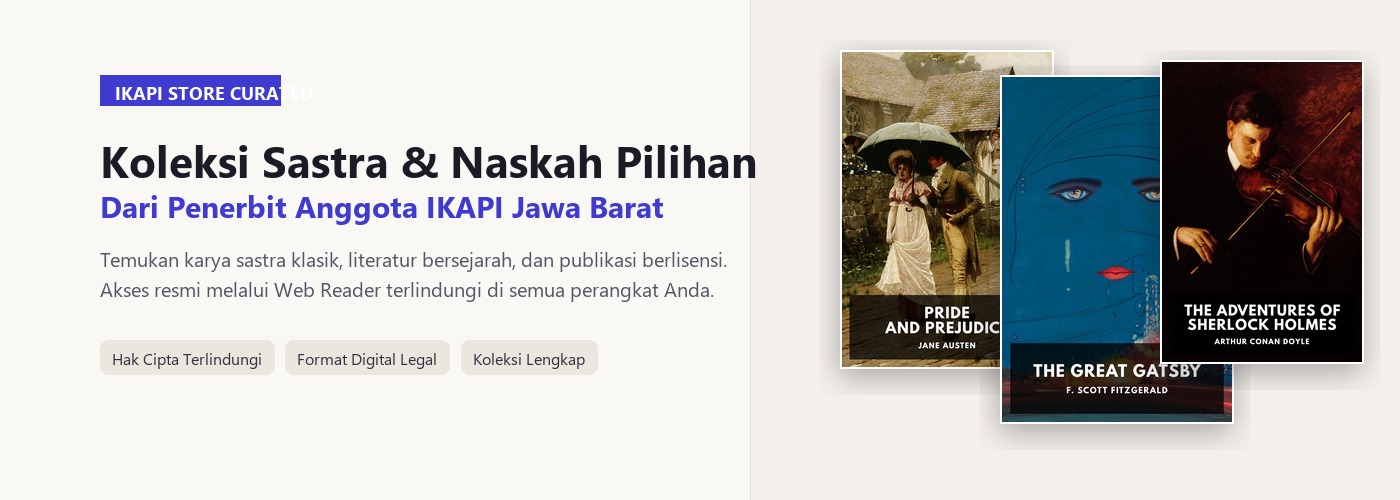 IKAPI STORE CURATED
Koleksi Sastra & Naskah Pilihan
Dari Penerbit Anggota IKAPI Jawa Barat
Temukan karya sastra klasik, literatur bersejarah, dan publikasi berlisensi.
Akses resmi melalui Web Reader terlindungi di semua perangkat Anda.
Hak Cipta Terlindungi
Format Digital Legal
Koleksi Lengkap
PRIDE
AND PREJUDIC
JANE AUSTEN
THE GREAT GATSBY
F. SCOTT FITZGERALD
THE ADVENTURES OF
SHERLOCK HOLMES
ARTHUR CONAN DOYLE